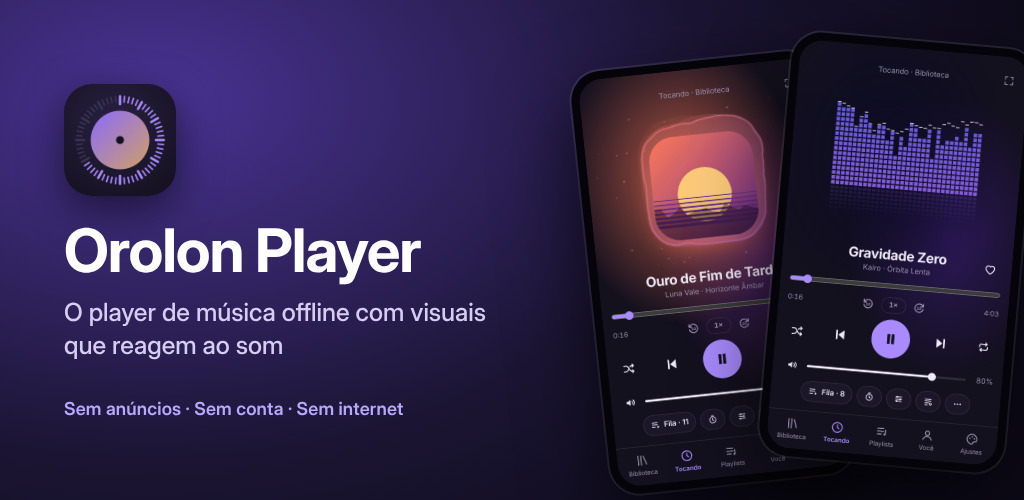 Orolon Player
O player de música offline com visuais
que reagem ao som
Sem anúncios · Sem conta · Sem internet
Tocando · Biblioteca
Ouro de Fim de Tard
Luna Vale · Horizonte Âmbar
0:16
1×
Fila · 11
Biblioteca
Tocando
Playlists
Você
Tocando · Biblioteca
Gravidade Zero
Kairo · Órbita Lenta
0:16
1×
4:03
80%
Fila · 8
Biblioteca
Tocando
Playlists
Você
Ajustes